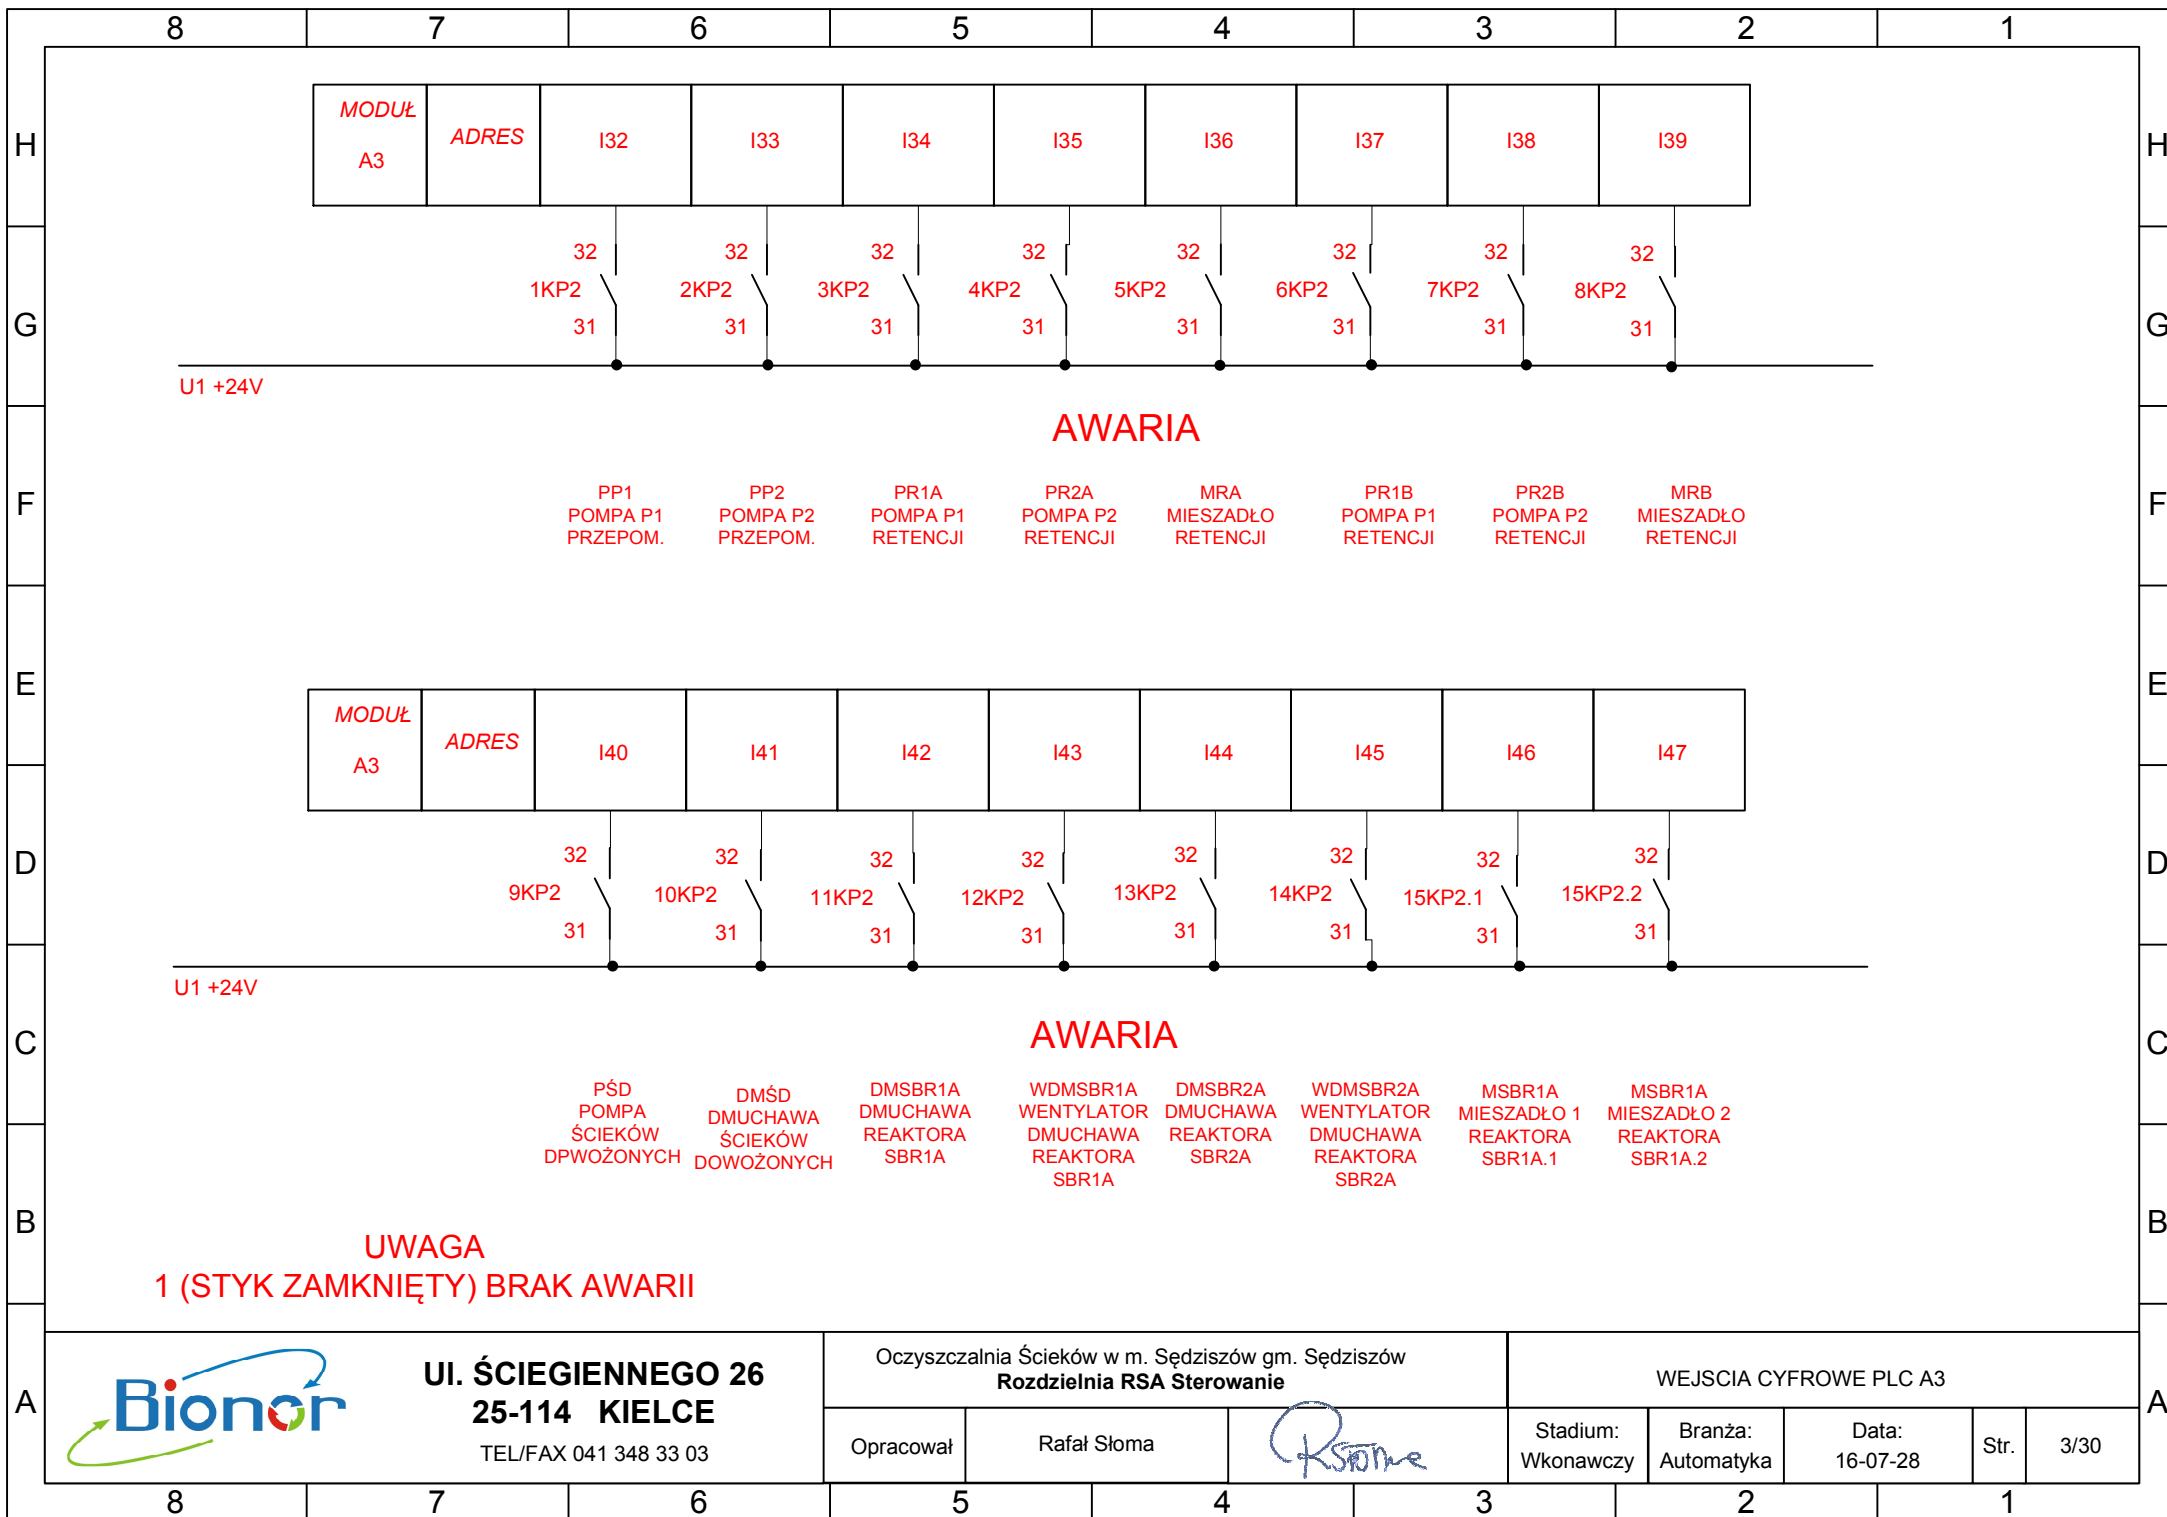 8 7 6 5 4 3 2 1
H H
MODUŁ
A3
ADRES
I32 I33 I34 I35 I36 I37 I38 I39
G G
32 32 32 32 32 32 32 32
1KP2 2KP2 3KP2 4KP2 5KP2 6KP2 7KP2 8KP2
31 31 31 31 31 31 31 31
U1 +24V
AWARIA
F F
PP1
POMPA P1
PRZEPOM.
PP2
POMPA P2
PRZEPOM.
PR1A
POMPA P1
RETENCJI
PR2A
POMPA P2
RETENCJI
MRA
MIESZADŁO
RETENCJI
PR1B
POMPA P1
RETENCJI
PR2B
POMPA P2
RETENCJI
MRB
MIESZADŁO
RETENCJI
E E
MODUŁ
A3
ADRES
I40 I41 I42 I43 I44 I45 I46 I47
D D
32 32 32 32 32 32 32 32
9KP2 10KP2 11KP2 12KP2 13KP2 14KP2 15KP2.1 15KP2.2
31 31 31 31 31 31 31 31
U1 +24V
C C
AWARIA
PŚD
POMPA
ŚCIEKÓW
DPWOŻONYCH
DMŚD
DMUCHAWA
ŚCIEKÓW
DOWOŻONYCH
DMSBR1A
DMUCHAWA
REAKTORA
SBR1A
WDMSBR1A
WENTYLATOR
DMUCHAWA
REAKTORA
SBR1A
DMSBR2A
DMUCHAWA
REAKTORA
SBR2A
WDMSBR2A
WENTYLATOR
DMUCHAWA
REAKTORA
SBR2A
MSBR1A
MIESZADŁO 1
REAKTORA
SBR1A.1
MSBR1A
MIESZADŁO 2
REAKTORA
SBR1A.2
B B
UWAGA
1 (STYK ZAMKNIĘTY) BRAK AWARII
A A
Bionor
Ul. ŚCIEGIENNEGO 26
25-114 KIELCE
TEL/FAX 041 348 33 03
Oczyszczalnia Ścieków w m. Sędziszów gm. Sędziszów
Rozdzielnia RSA Sterowanie
Opracował
Rafał Słoma
RSłoma
WEJSCIA CYFROWE PLC A3
Stadium:
Wkonawczy
Branża:
Automatyka
Data:
16-07-28
Str.
3/30
8 7 6 5 4 3 2 1